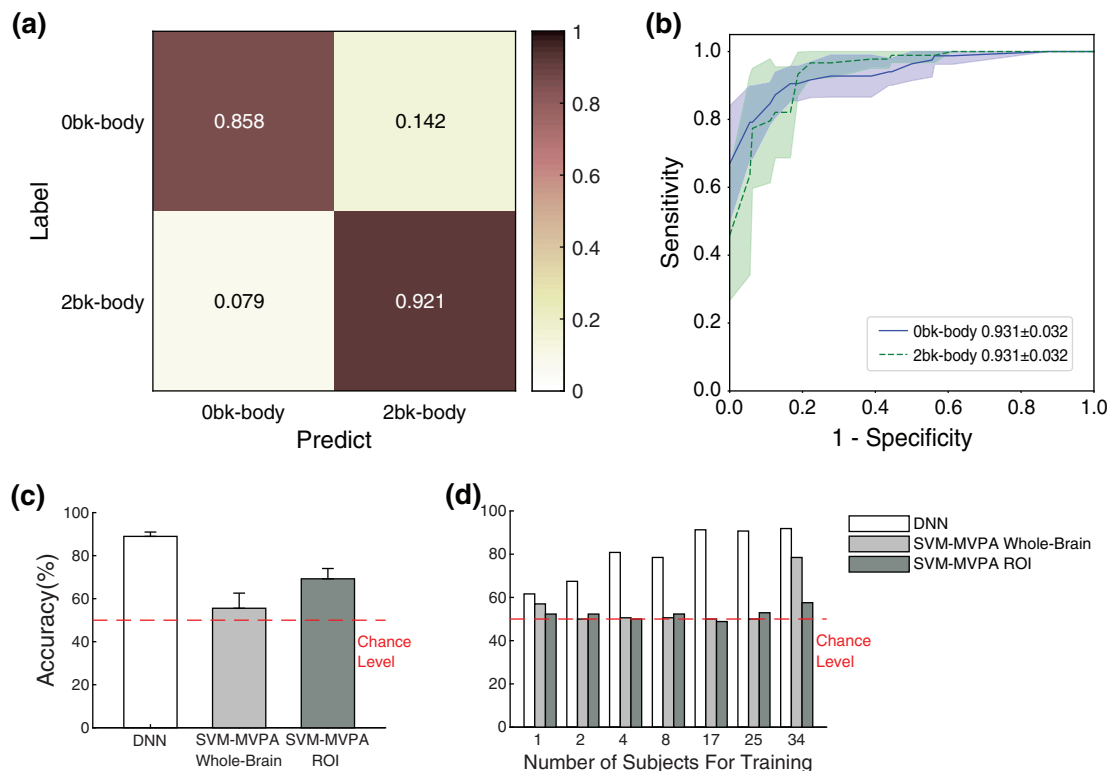 (a)
Label
0bk-body
2bk-body
0.858
0.142
0.079
0.921
0bk-body
2bk-body
Predict
1
0.8
0.6
0.4
0.2
0
(b)
Sensitivity
1.0
0.8
0.6
0.4
0.2
0.0
0bk-body 0.931±0.032
2bk-body 0.931±0.032
0.0
0.2
0.4
0.6
0.8
1.0
1 - Specificity
(c)
Accuracy(%)
100
80
60
40
20
0
Chance
Level
DNN
SVM-MVPA
Whole-Brain
SVM-MVPA
ROI
(d)
100
80
60
40
20
0
Chance
Level
1
2
4
8
17
25
34
Number of Subjects For Training
DNN
SVM-MVPA Whole-Brain
SVM-MVPA ROI